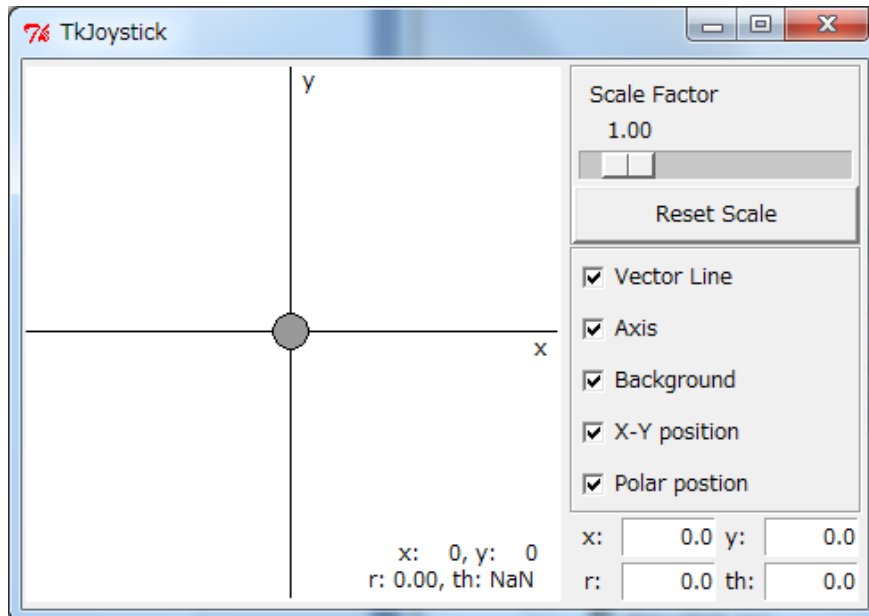 TkJoystick
y
x
x: 0, y: 0
r: 0.00, th: NaN
Scale Factor
1.00
Reset Scale
Vector Line
Axis
Background
X-Y position
Polar postion
x: 0.0 y: 0.0
r: 0.0 th: 0.0